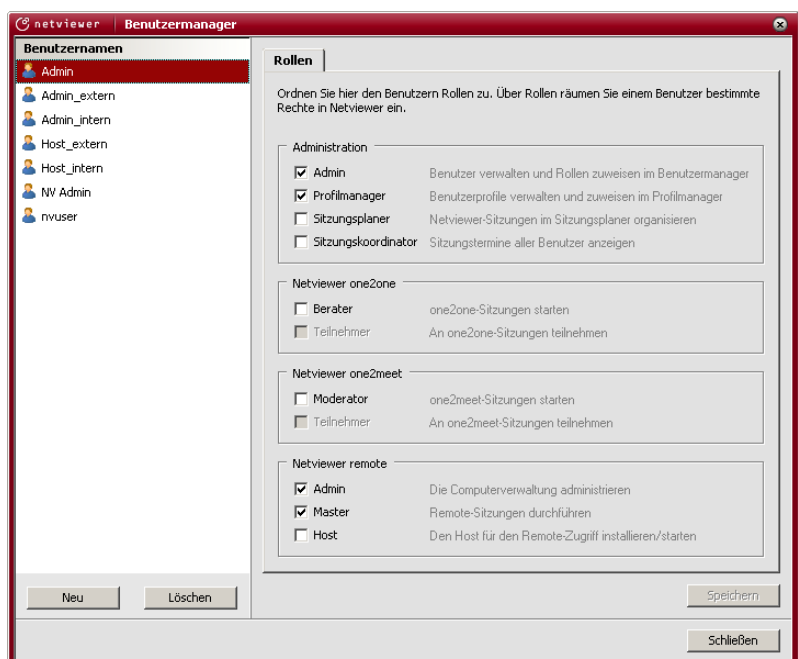 netviewer | Benutzermanager
Benutzernamen
Admin
Admin_extern
Admin_intern
Host_extern
Host_intern
NV Admin
nvuser
Neu
Löschen
Rollen
Ordnen Sie hier den Benutzern Rollen zu. Über Rollen räumen Sie einem Benutzer bestimmte
Rechte in Netviewer ein.
Administration
Admin Benutzer verwalten und Rollen zuweisen im Benutzermanager
Profilmanager Benutzerprofile verwalten und zuweisen im Profilmanager
Sitzungsplaner Netviewer-Sitzungen im Sitzungsplaner organisieren
Sitzungskoordinator Sitzungstermine aller Benutzer anzeigen
Netviewer one2one
Berater one2one-Sitzungen starten
Teilnehmer An one2one-Sitzungen teilnehmen
Netviewer one2meet
Moderator one2meet-Sitzungen starten
Teilnehmer An one2meet-Sitzungen teilnehmen
Netviewer remote
Admin Die Computerverwaltung administrieren
Master Remote-Sitzungen durchführen
Host Den Host für den Remote-Zugriff installieren/starten
Speichern
Schließen